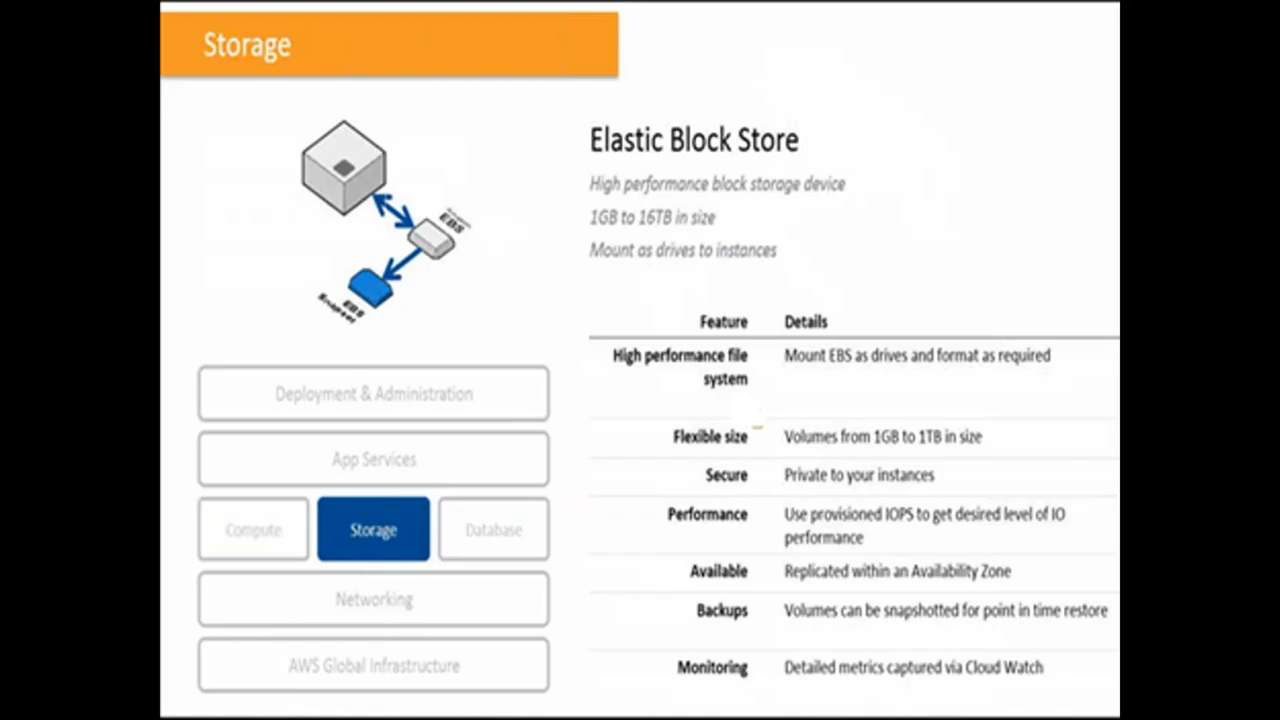 Storage
Elastic Block Store
High performance block storage device
1GB to 16TB in size
Mount as drives to instances
EBS
EBS
Snapshot
Feature Details
High performance file Mount EBS as drives and format as required
system
Flexible size Volumes from 1GB to 1TB in size
Secure Private to your instances
Performance Use provisioned IOPS to get desired level of IO
performance
Available Replicated within an Availability Zone
Backups Volumes can be snapshotted for point in time restore
Monitoring Detailed metrics captured via Cloud Watch
Deployment & Administration
App Services
Compute Storage Database
Networking
AWS Global Infrastructure